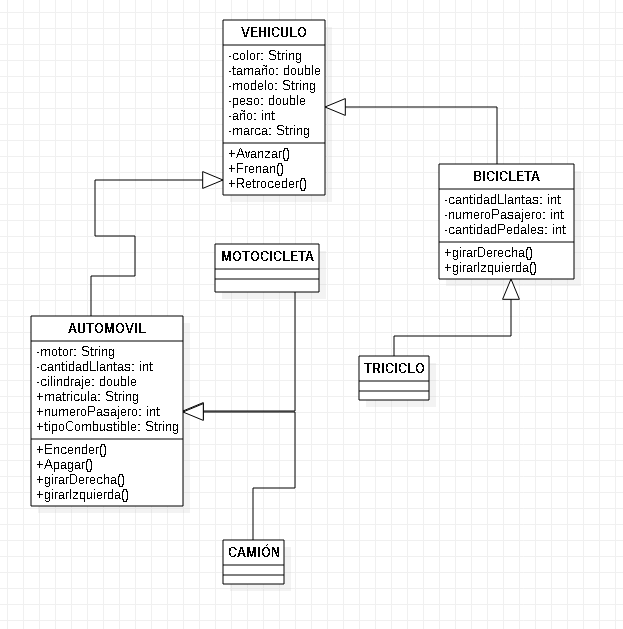 VEHICULO
-color: String
-tamaño: double
-modelo: String
-peso: double
-año: int
-marca: String
+Avanzar()
+Frenan()
+Retroceder()
BICICLETA
-cantidadLlantas: int
-numeroPasajero: int
-cantidadPedales: int
+girarDerecha()
+girarIzquierda()
MOTOCICLETA
AUTOMOVIL
-motor: String
-cantidadLlantas: int
-cilindraje: double
+matricula: String
+numeroPasajero: int
+tipoCombustible: String
+Encender()
+Apagar()
+girarDerecha()
+girarIzquierda()
TRICICLO
CAMIÓN